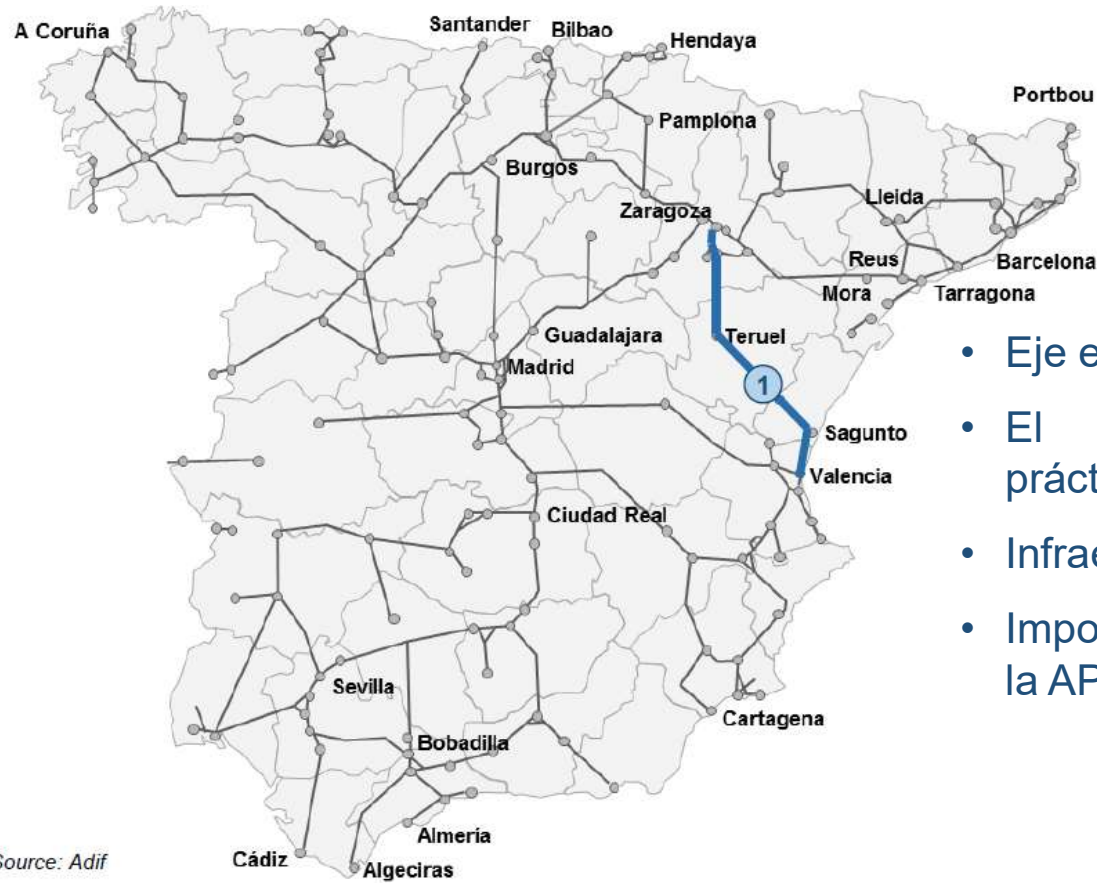 A Coruña
Santander
Bilbao
Hendaya
Portbou
Pamplona
Burgos
Lleida
Zaragoza
Reus
Barcelona
Mora
Tarragona
Guadalajara
Teruel
Madrid
1
Sagunto
Valencia
Ciudad Real
Sevilla
Cartagena
Bobadilla
Almería
Cádiz
Algeciras
Source: Adif
• Eje e
• El
práct
• Infrae
• Impo
la AP